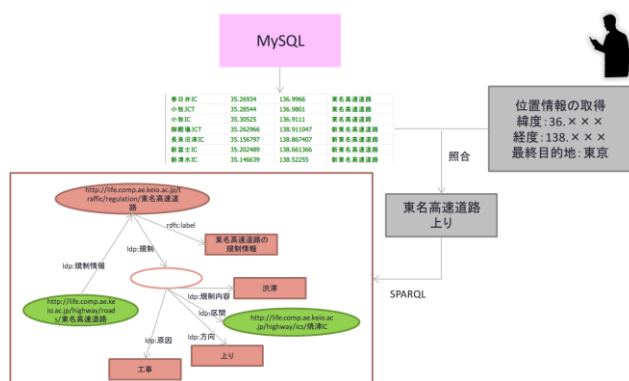 MySQL
春日井IC 35.26934 136.9966 東名高速道路
小牧JCT 35.28544 136.9801 東名高速道路
小牧IC 35.30525 136.9111 東名高速道路
御殿場JCT 35.262966 138.911047 新東名高速道路
長泉沼津IC 35.156797 138.867407 新東名高速道路
新富士IC 35.202489 138.661366 新東名高速道路
新清水IC 35.146639 138.52255 新東名高速道路
位置情報の取得
緯度:36.×××
経度:138.×××
最終目的地:東京
照合
東名高速道路
上り
SPARQL
http://life.comp.ae.keio.ac.jp/t
raffic/regulation/東名高速道
路
rdfs:label
東名高速道路の
規制情報
ldp:規制情報
ldp:規制
渋滞
ldp:規制内容
http://life.comp.ae.ke
io.ac.jp/highway/road
s/東名高速道路
ldp:区間
http://life.comp.ae.keio.ac
.jp/highway/ics/焼津IC
ldp:方向
ldp:原因
上り
工事